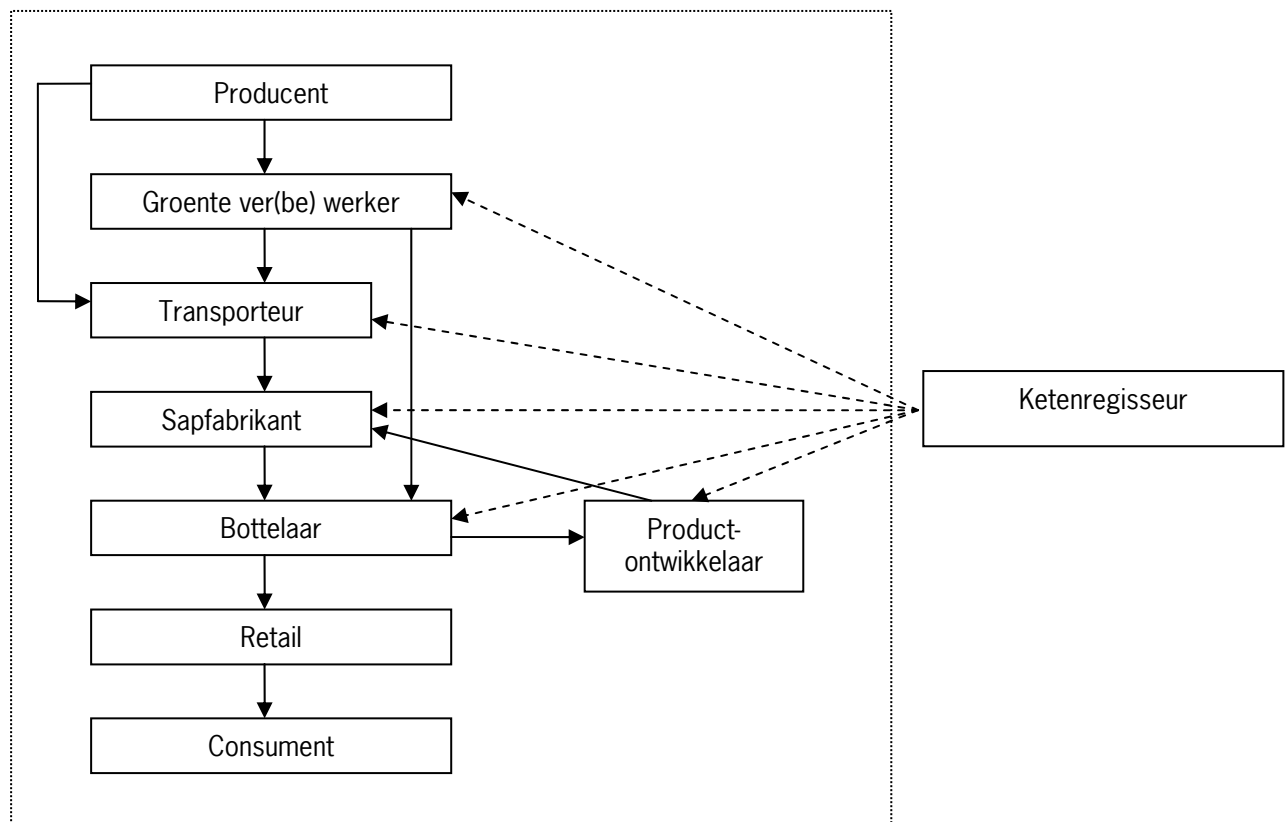 Producent
Groente ver(be) werker
Transporteur
Ketenregisseur
Sapfabrikant
Bottelaar
Product-
ontwikkelaar
Retail
Consument